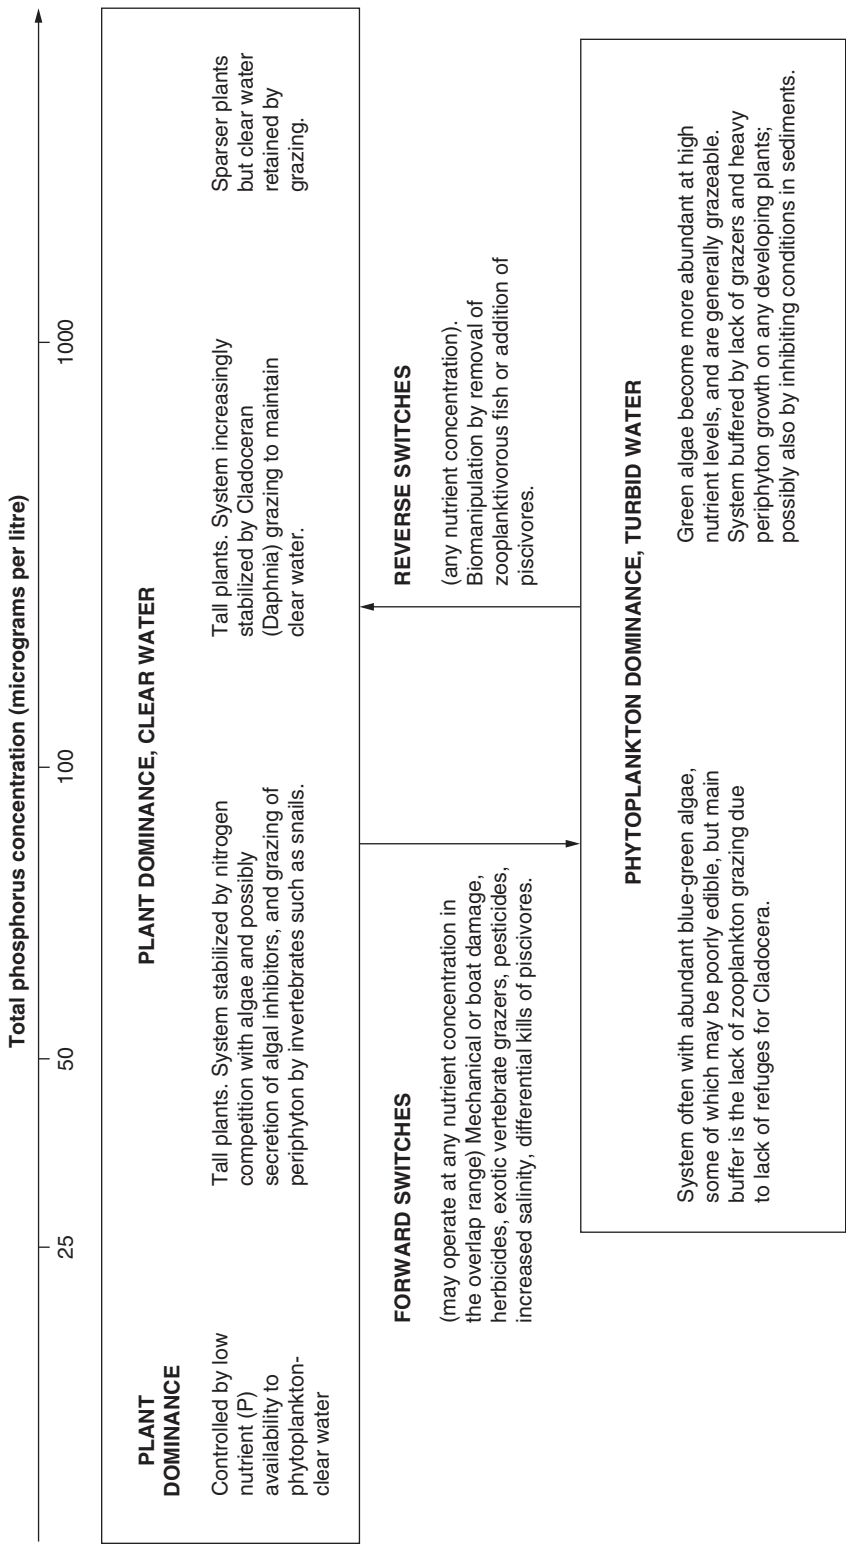 Total phosphorus concentration (micrograms per litre)
25
50
100
1000
PLANT
DOMINANCE
Controlled by low
nutrient (P)
availability to
phytoplankton-
clear water
PLANT DOMINANCE, CLEAR WATER
Tall plants. System stabilized by nitrogen
competition with algae and possibly
secretion of algal inhibitors, and grazing of
periphyton by invertebrates such as snails.
Tall plants. System increasingly
stabilized by Cladoceran
(Daphnia) grazing to maintain
clear water.
Sparser plants
but clear water
retained by
grazing.
FORWARD SWITCHES
(may operate at any nutrient concentration in
the overlap range) Mechanical or boat damage,
herbicides, exotic vertebrate grazers, pesticides,
increased salinity, differential kills of piscivores.
REVERSE SWITCHES
(any nutrient concentration).
Biomanipulation by removal of
zooplanktivorous fish or addition of
piscivores.
PHYTOPLANKTON DOMINANCE, TURBID WATER
System often with abundant blue-green algae,
some of which may be poorly edible, but main
buffer is the lack of zooplankton grazing due
to lack of refuges for Cladocera.
Green algae become more abundant at high
nutrient levels, and are generally grazeable.
System buffered by lack of grazers and heavy
periphyton growth on any developing plants;
possibly also by inhibiting conditions in sediments.